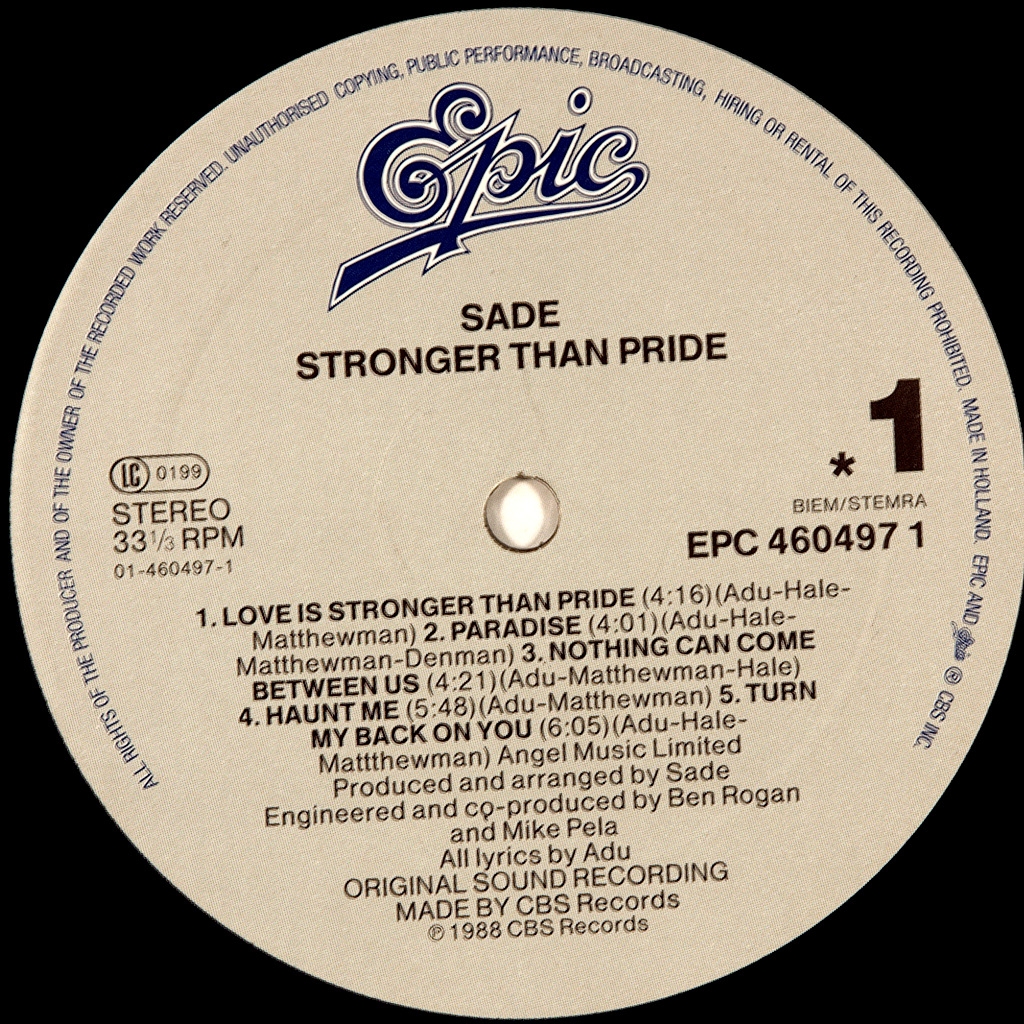 ALL RIGHTS OF THE PRODUCER AND OF THE OWNER OF THE RECORDED WORK RESERVED. UNAUTHORISED COPYING, PUBLIC PERFORMANCE, BROADCASTING, HIRING OR RENTAL OF THIS RECORDING PROHIBITED. MADE IN HOLLAND. EPIC AND Epic ® CBS INC.
Epic
SADE
STRONGER THAN PRIDE
1
*
LC 0199
STEREO
33⅓ RPM
01-460497-1
BIEM/STEMRA
EPC 460497 1
1. LOVE IS STRONGER THAN PRIDE (4:16)(Adu-Hale-
Matthewman) 2. PARADISE (4:01)(Adu-Hale-
Matthewman-Denman) 3. NOTHING CAN COME
BETWEEN US (4:21)(Adu-Matthewman-Hale)
4. HAUNT ME (5:48)(Adu-Matthewman) 5. TURN
MY BACK ON YOU (6:05)(Adu-Hale-
Mattthewman) Angel Music Limited
Produced and arranged by Sade
Engineered and co-produced by Ben Rogan
and Mike Pela
All lyrics by Adu
ORIGINAL SOUND RECORDING
MADE BY CBS Records
℗ 1988 CBS Records